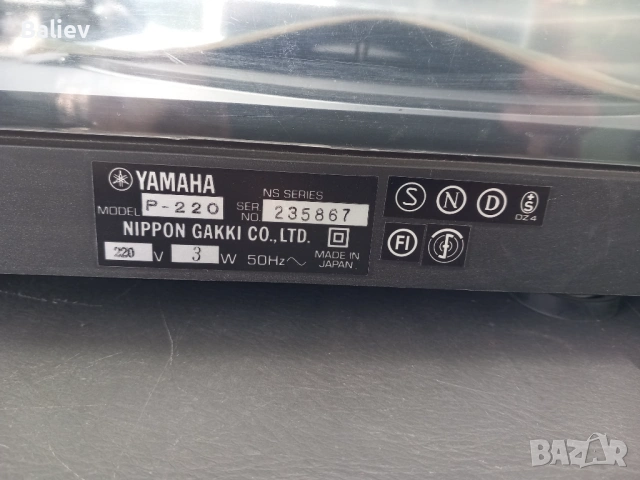 Baliev
YAMAHA
NS SERIES
MODEL P-220 SER NO. 235867
NIPPON GAKKI CO., LTD.
220 V 3 W 50Hz MADE IN JAPAN
S N D +S
DZ4
FI
BAZAR